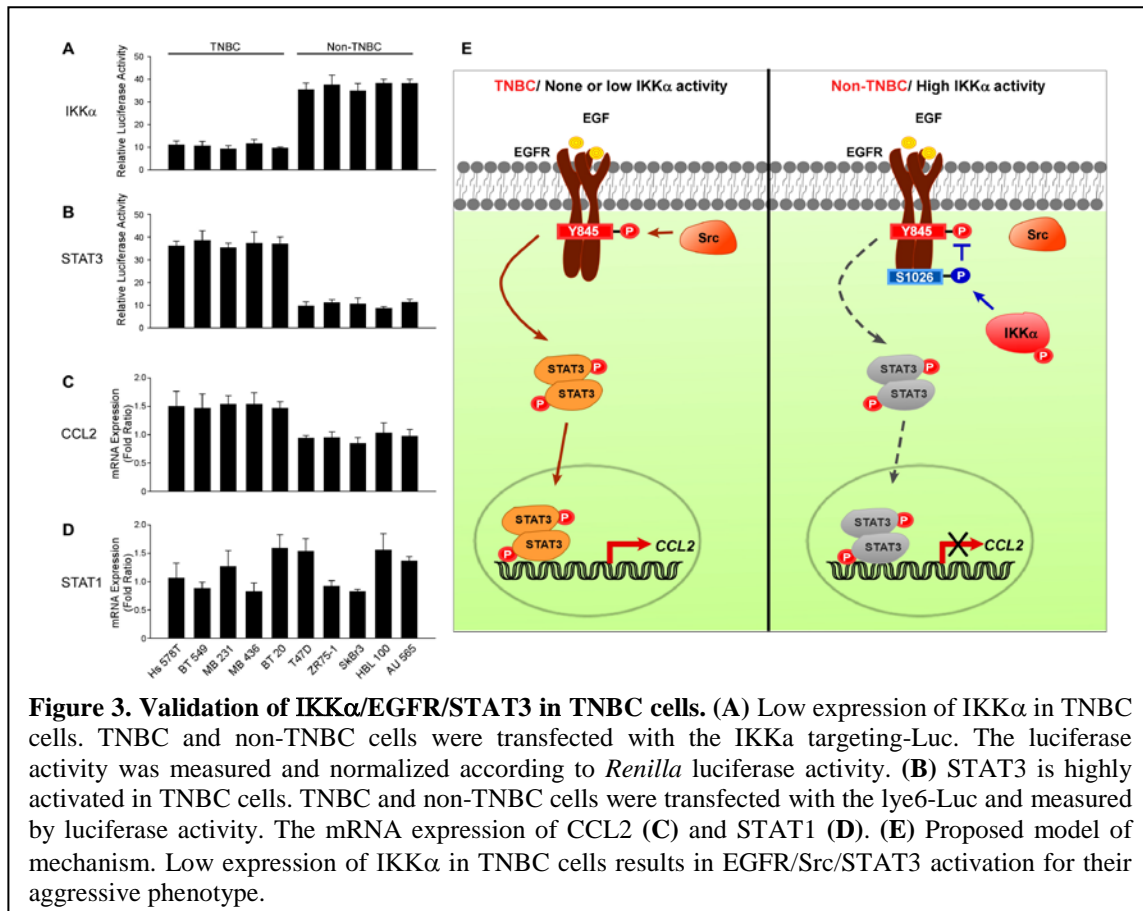 A
TNBC
Non-TNBC
IKKα
Relative Luciferase Activity
50
40
30
20
10
0
B
STAT3
Relative Luciferase Activity
50
40
30
20
10
0
C
CCL2
mRNA Expression
(Fold Ratio)
2.0
1.5
1.0
0.5
0
D
STAT1
mRNA Expression
(Fold Ratio)
2.0
1.5
1.0
0.5
0
Hs 578T
BT 549
MB 231
MB 436
BT 20
T47D
ZR75-1
SkBr3
HBL 100
AU 565
E
TNBC/ None or low IKKα activity
EGF
EGFR
Y845
P
Src
STAT3
P
STAT3
P
STAT3
P
STAT3
P
CCL2
Non-TNBC/ High IKKα activity
EGF
EGFR
Y845
P
Src
S1026
P
IKKα
P
STAT3
P
STAT3
P
STAT3
P
STAT3
P
CCL2
Figure 3. Validation of IKKα/EGFR/STAT3 in TNBC cells. (A) Low expression of IKKα in TNBC
cells. TNBC and non-TNBC cells were transfected with the IKKa targeting-Luc. The luciferase
activity was measured and normalized according to Renilla luciferase activity. (B) STAT3 is highly
activated in TNBC cells. TNBC and non-TNBC cells were transfected with the lye6-Luc and measured
by luciferase activity. The mRNA expression of CCL2 (C) and STAT1 (D). (E) Proposed model of
mechanism. Low expression of IKKα in TNBC cells results in EGFR/Src/STAT3 activation for their
aggressive phenotype.